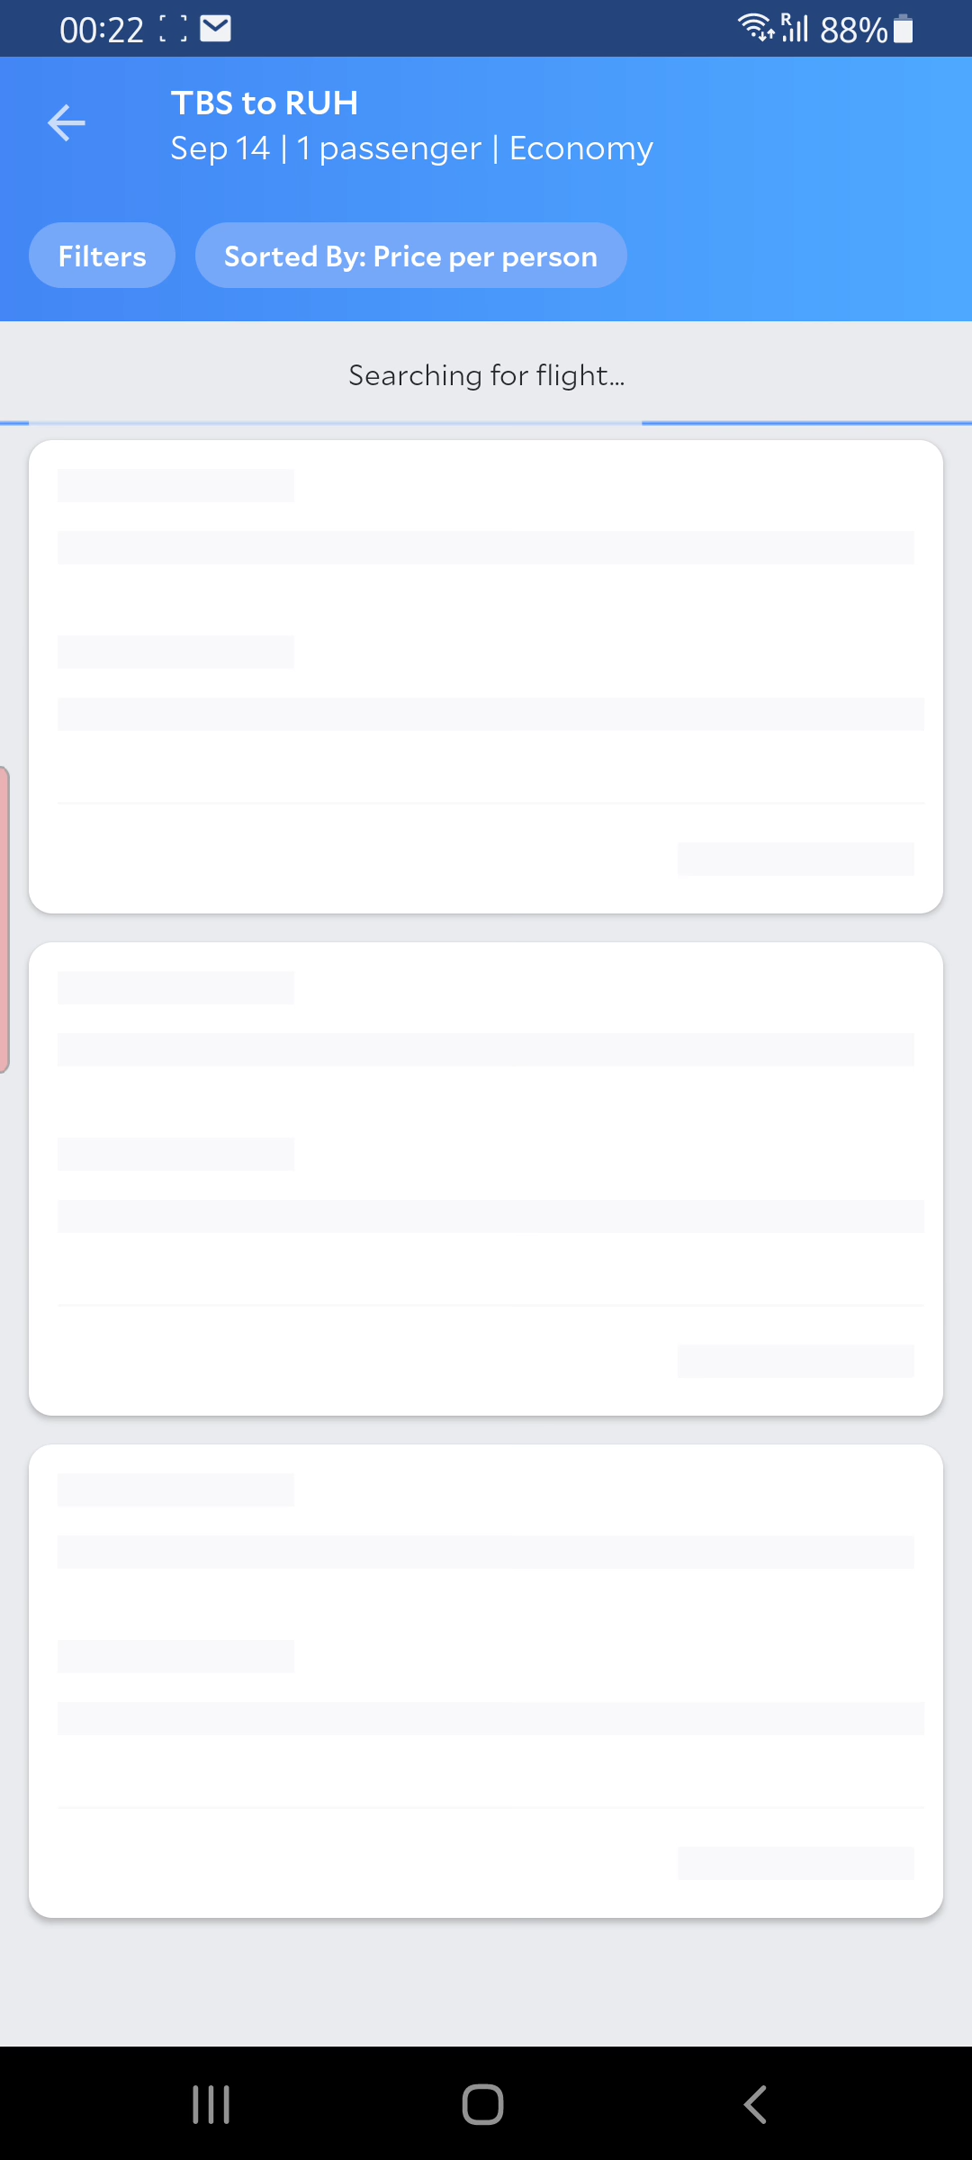 00:22
R
88%
TBS to RUH
Sep 14 | 1 passenger | Economy
Filters
Sorted By: Price per person
Searching for flight...